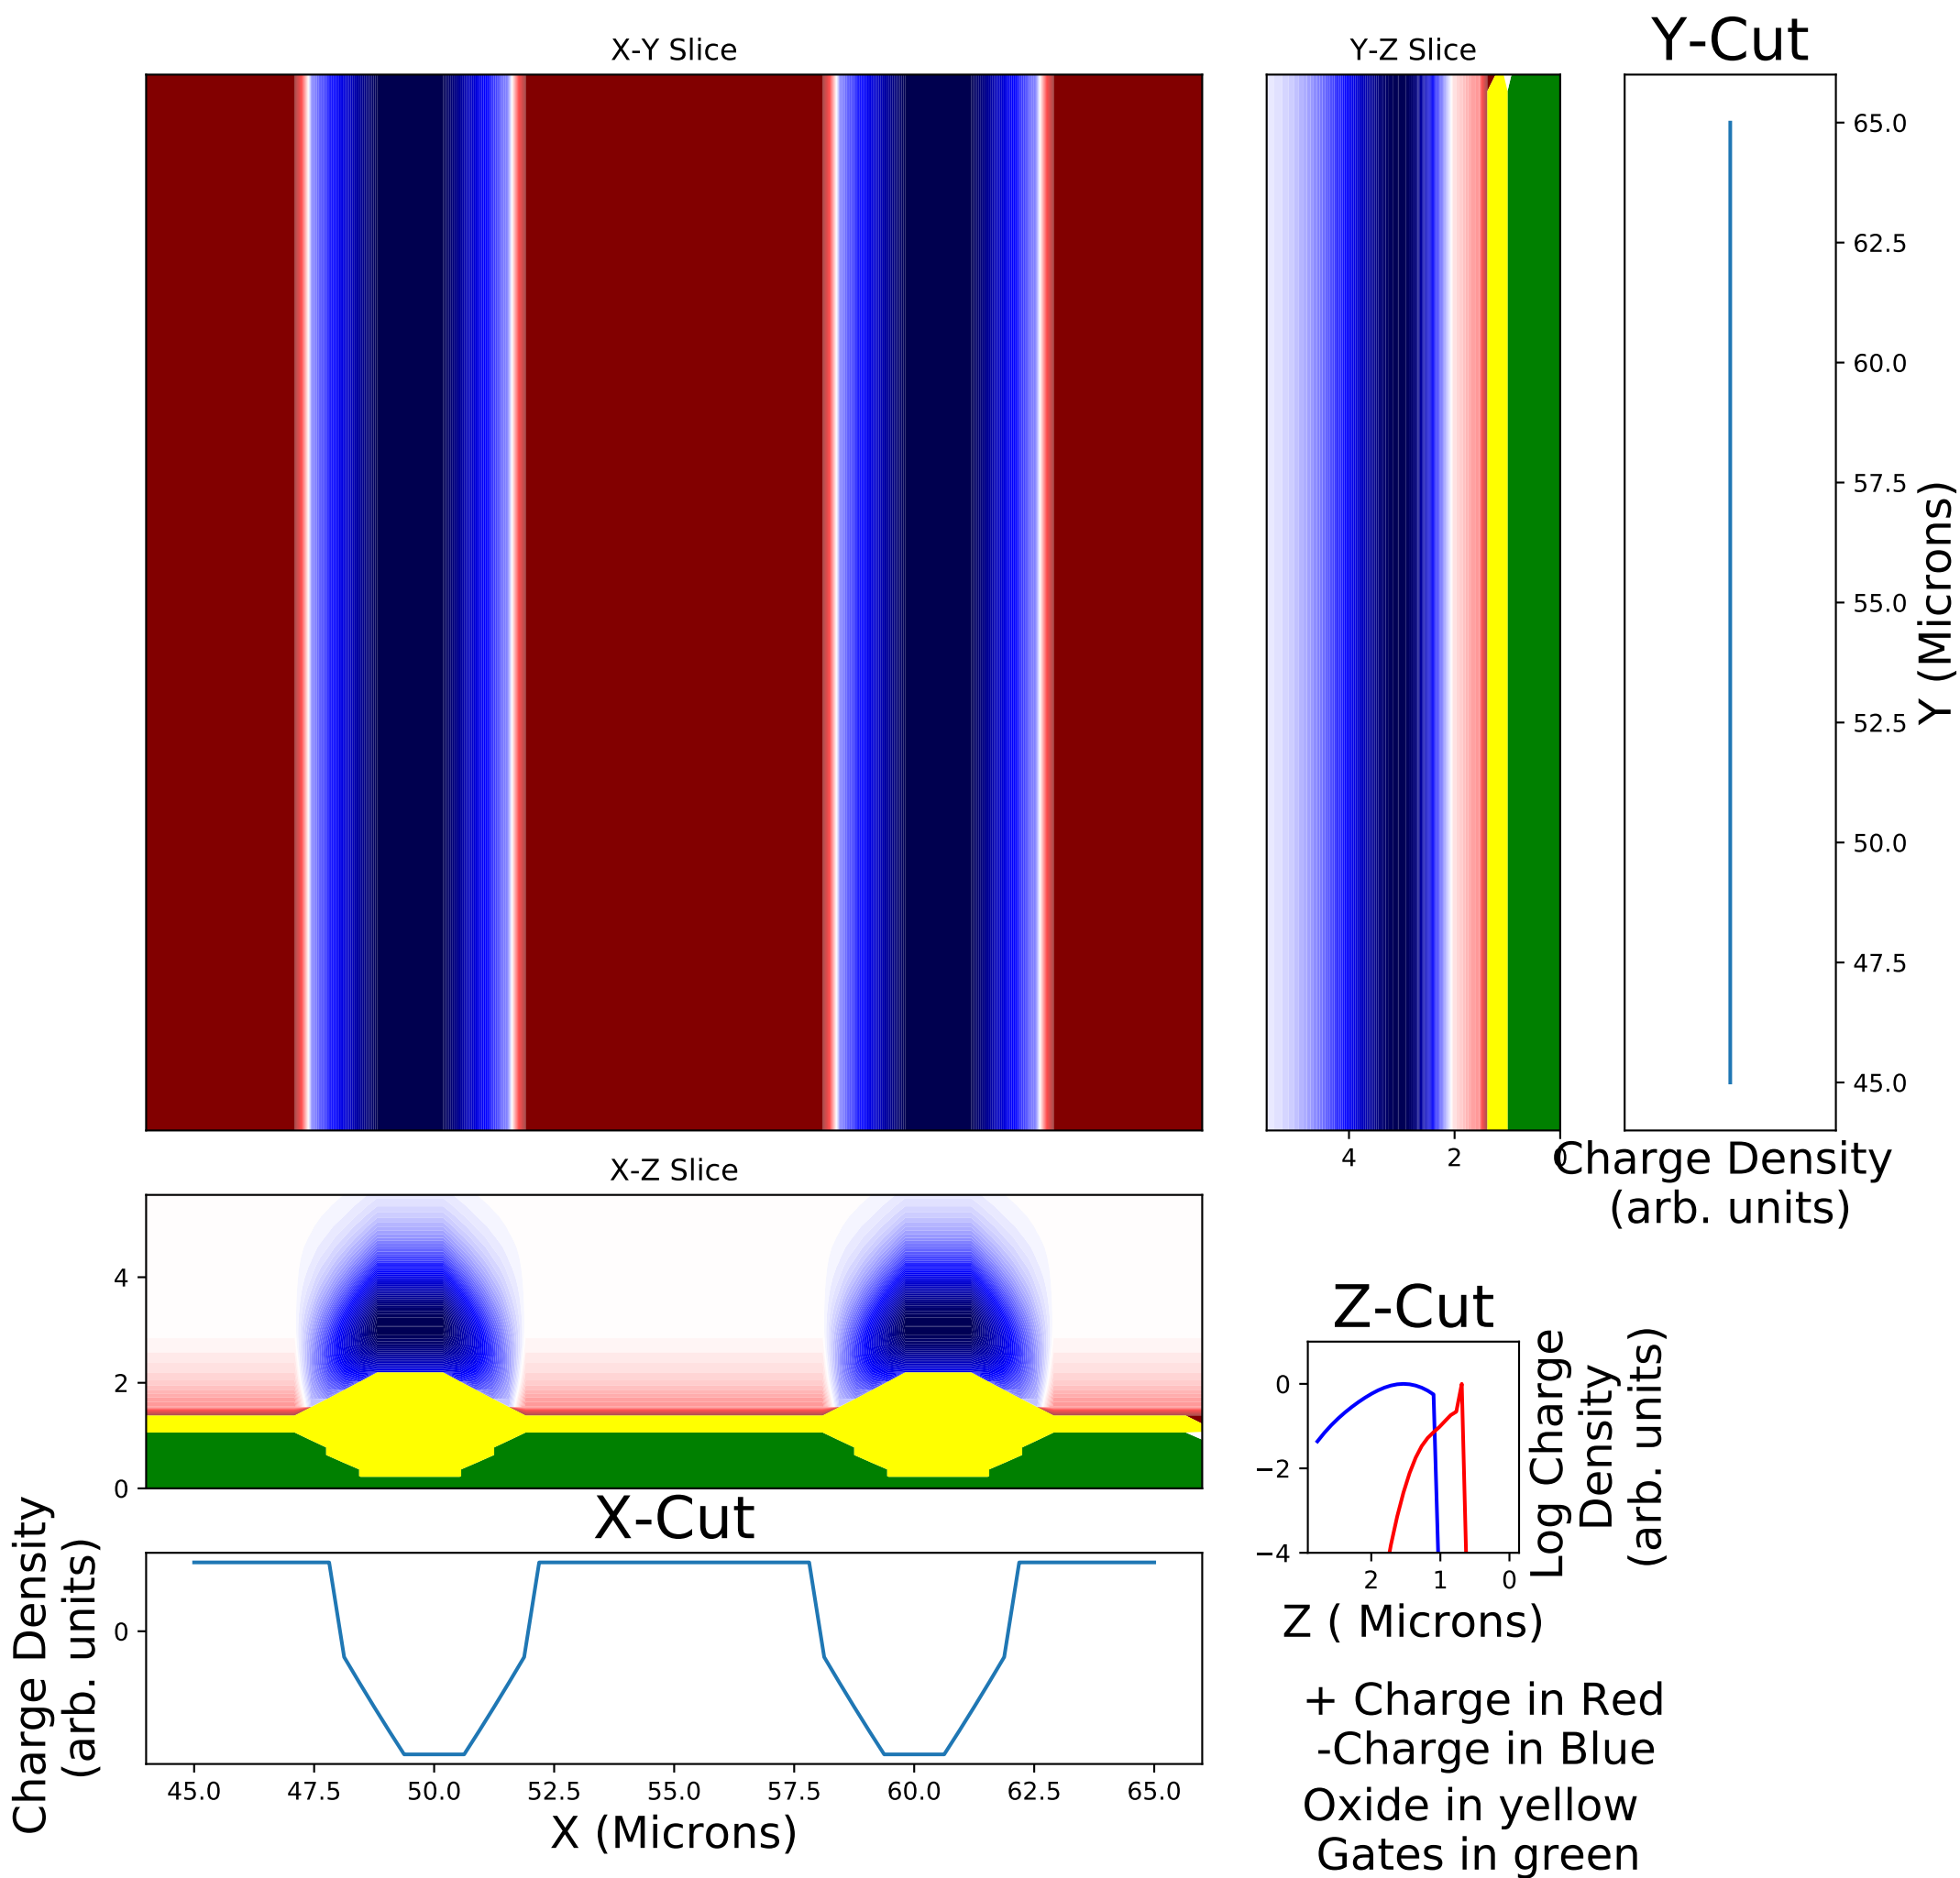 X-Y Slice
Y-Z Slice
Y-Cut
65.0
62.5
60.0
57.5
55.0
52.5
50.0
47.5
45.0
Y (Microns)
4 2 0
Charge Density
(arb. units)
X-Z Slice
4
2
0
X-Cut
Charge Density
(arb. units)
0
45.0 47.5 50.0 52.5 55.0 57.5 60.0 62.5 65.0
X (Microns)
Z-Cut
0
−2
−4
2 1 0
Z ( Microns)
Log Charge
Density
(arb. units)
+ Charge in Red
-Charge in Blue
Oxide in yellow
Gates in green